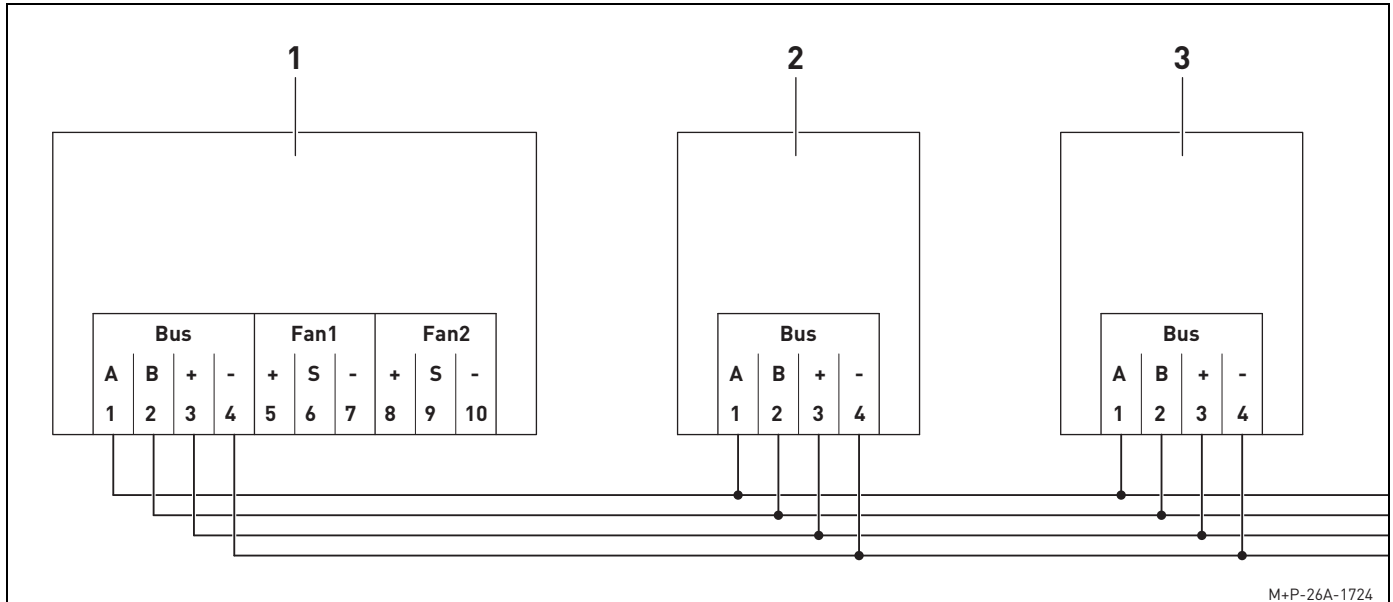 1 2 3
Bus Fan1 Fan2 Bus Bus
A B + - + S - + S - A B + - A B + -
1 2 3 4 5 6 7 8 9 10 1 2 3 4 1 2 3 4
M+P-26A-1724